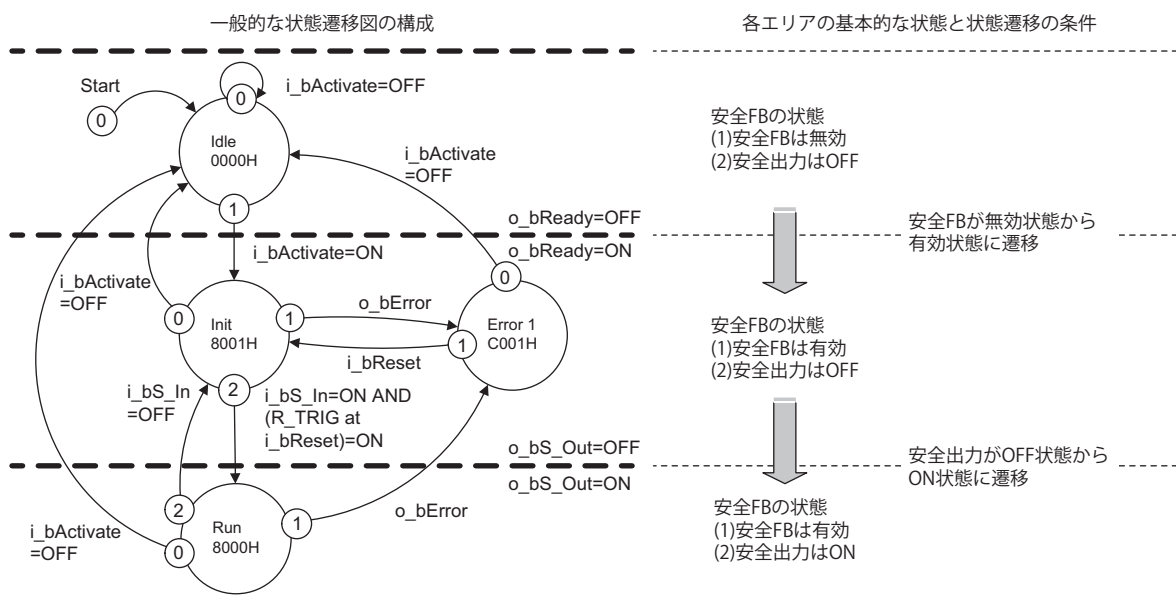 一般的な状態遷移図の構成
各エリアの基本的な状態と状態遷移の条件
Start
0
0
i_bActivate=OFF
Idle
0000H
1
i_bActivate
=OFF
o_bReady=OFF
o_bReady=ON
i_bActivate=ON
i_bActivate
=OFF
0
Init
8001H
1
o_bError
0
Error 1
C001H
1
i_bReset
2
i_bS_In
=OFF
i_bS_In=ON AND
(R_TRIG at
i_bReset)=ON
o_bS_Out=OFF
o_bS_Out=ON
2
Run
8000H
1
0
o_bError
i_bActivate
=OFF
安全FBの状態
(1)安全FBは無効
(2)安全出力はOFF
安全FBが無効状態から
有効状態に遷移
安全FBの状態
(1)安全FBは有効
(2)安全出力はOFF
安全出力がOFF状態から
ON状態に遷移
安全FBの状態
(1)安全FBは有効
(2)安全出力はON